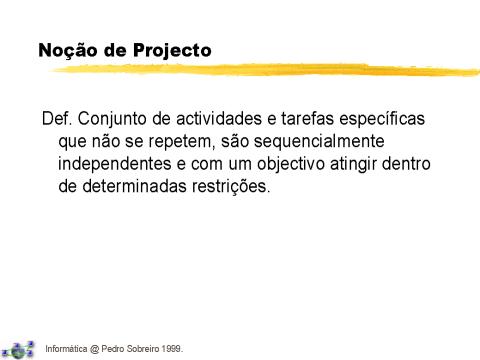 Noção de Projecto
Def. Conjunto de actividades e tarefas específicas
que não se repetem, são sequencialmente
independentes e com um objectivo atingir dentro
de determinadas restrições.
Informática @ Pedro Sobreiro 1999.